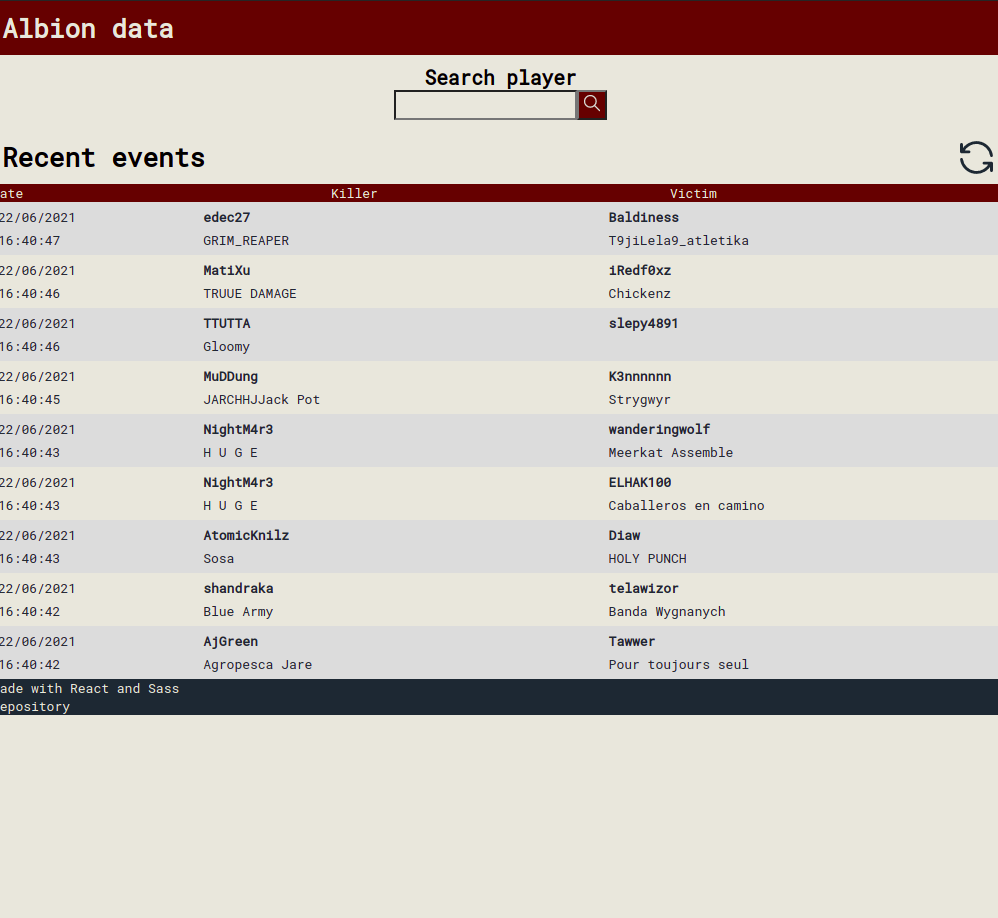 Albion data
Search player
Recent events
ate Killer Victim
22/06/2021 edec27 Baldiness
16:40:47 GRIM_REAPER T9jiLela9_atletika
22/06/2021 MatiXu iRedf0xz
16:40:46 TRUUE DAMAGE Chickenz
22/06/2021 TTUTTA slepy4891
16:40:46 Gloomy
22/06/2021 MuDDung K3nnnnnn
16:40:45 JARCHHJJack Pot Strygwyr
22/06/2021 NightM4r3 wanderingwolf
16:40:43 H U G E Meerkat Assemble
22/06/2021 NightM4r3 ELHAK100
16:40:43 H U G E Caballeros en camino
22/06/2021 AtomicKnilz Diaw
16:40:43 Sosa HOLY PUNCH
22/06/2021 shandraka telawizor
16:40:42 Blue Army Banda Wygnanych
22/06/2021 AjGreen Tawwer
16:40:42 Agropesca Jare Pour toujours seul
ade with React and Sass
epository